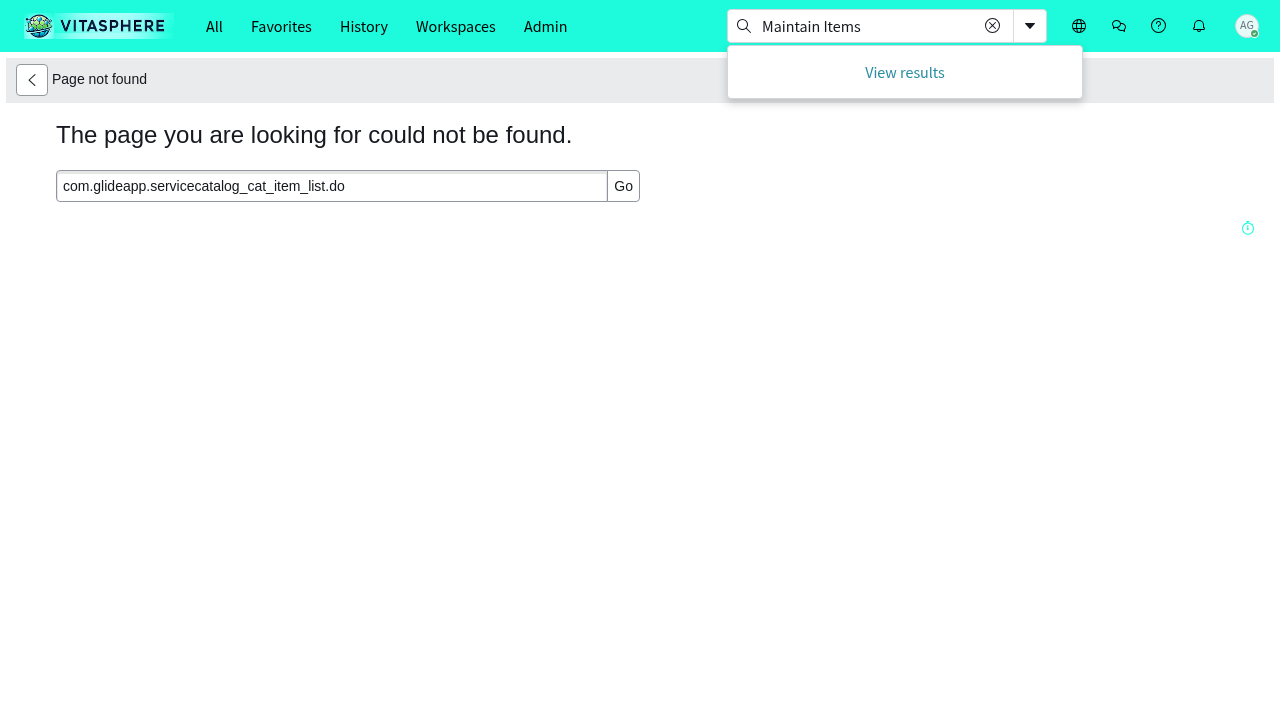 VITASPHERE
All
Favorites
History
Workspaces
Admin
Maintain Items
AG
View results
Page not found
The page you are looking for could not be found.
com.glideapp.servicecatalog_cat_item_list.do
Go